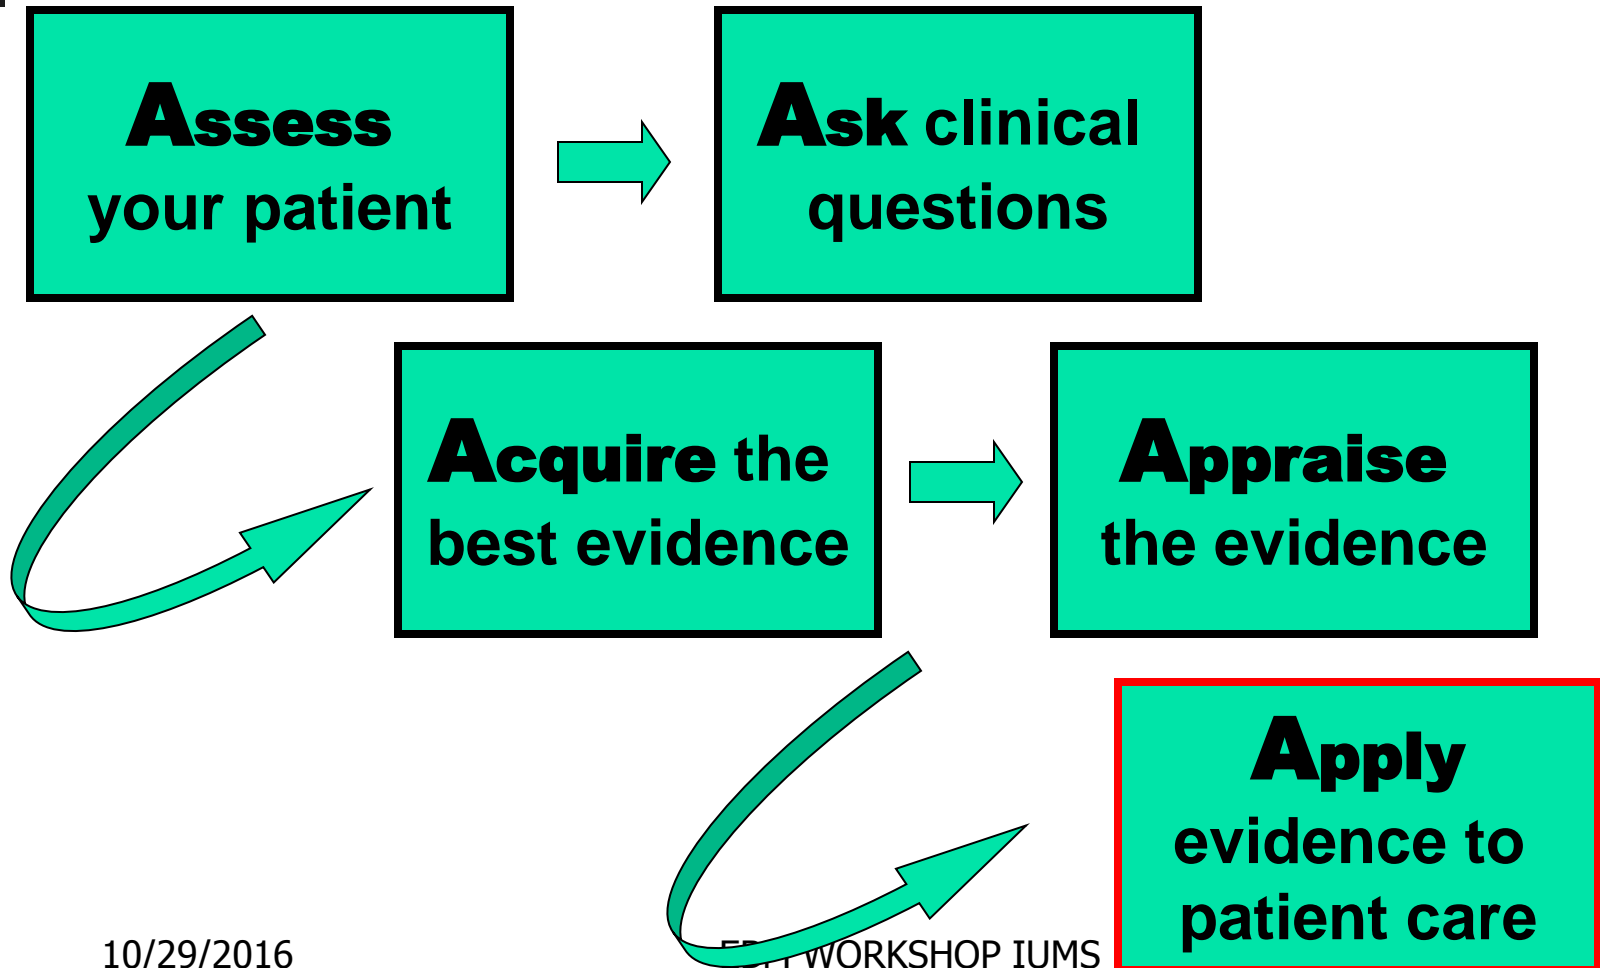 Assess
your patient
Ask clinical
questions
Acquire the
best evidence
Appraise
the evidence
Apply
evidence to
patient care
10/29/2016
WORKSHOP IUMS